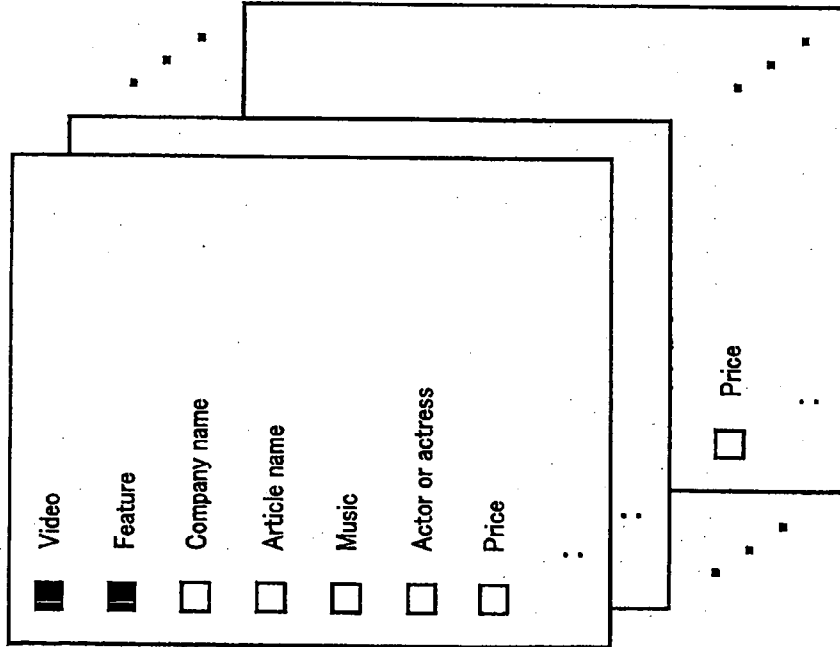 Video
Feature
Company name
Article name
Music
Actor or actress
Price
:
:
Price
: